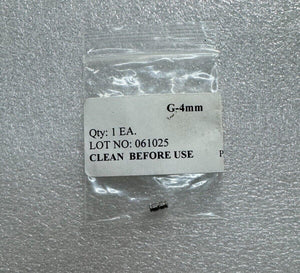 G-4mm
Qty: 1 EA.
LOT NO: 061025
CLEAN BEFORE USE
P